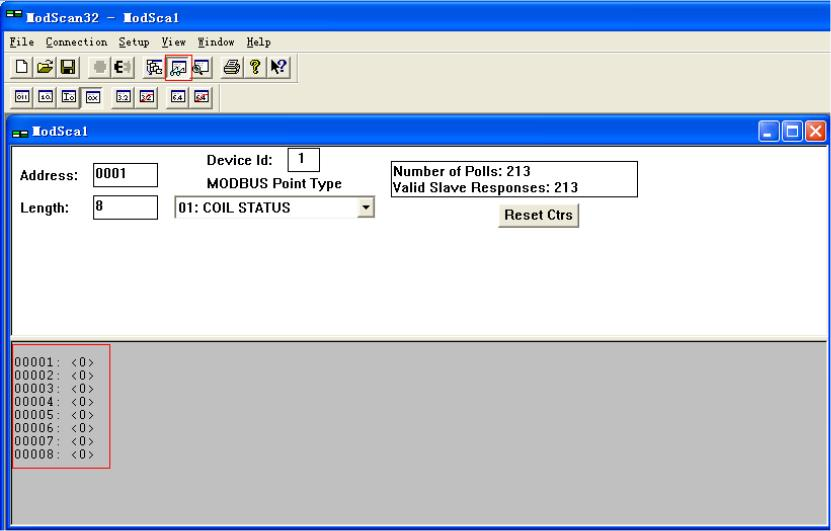 ModScan32 - ModSca1
File Connection Setup View Window Help
ModSca1
Address: 0001
Device Id: 1
MODBUS Point Type
Length: 8
01: COIL STATUS
Number of Polls: 213
Valid Slave Responses: 213
Reset Ctrs
00001: <0>
00002: <0>
00003: <0>
00004: <0>
00005: <0>
00006: <0>
00007: <0>
00008: <0>